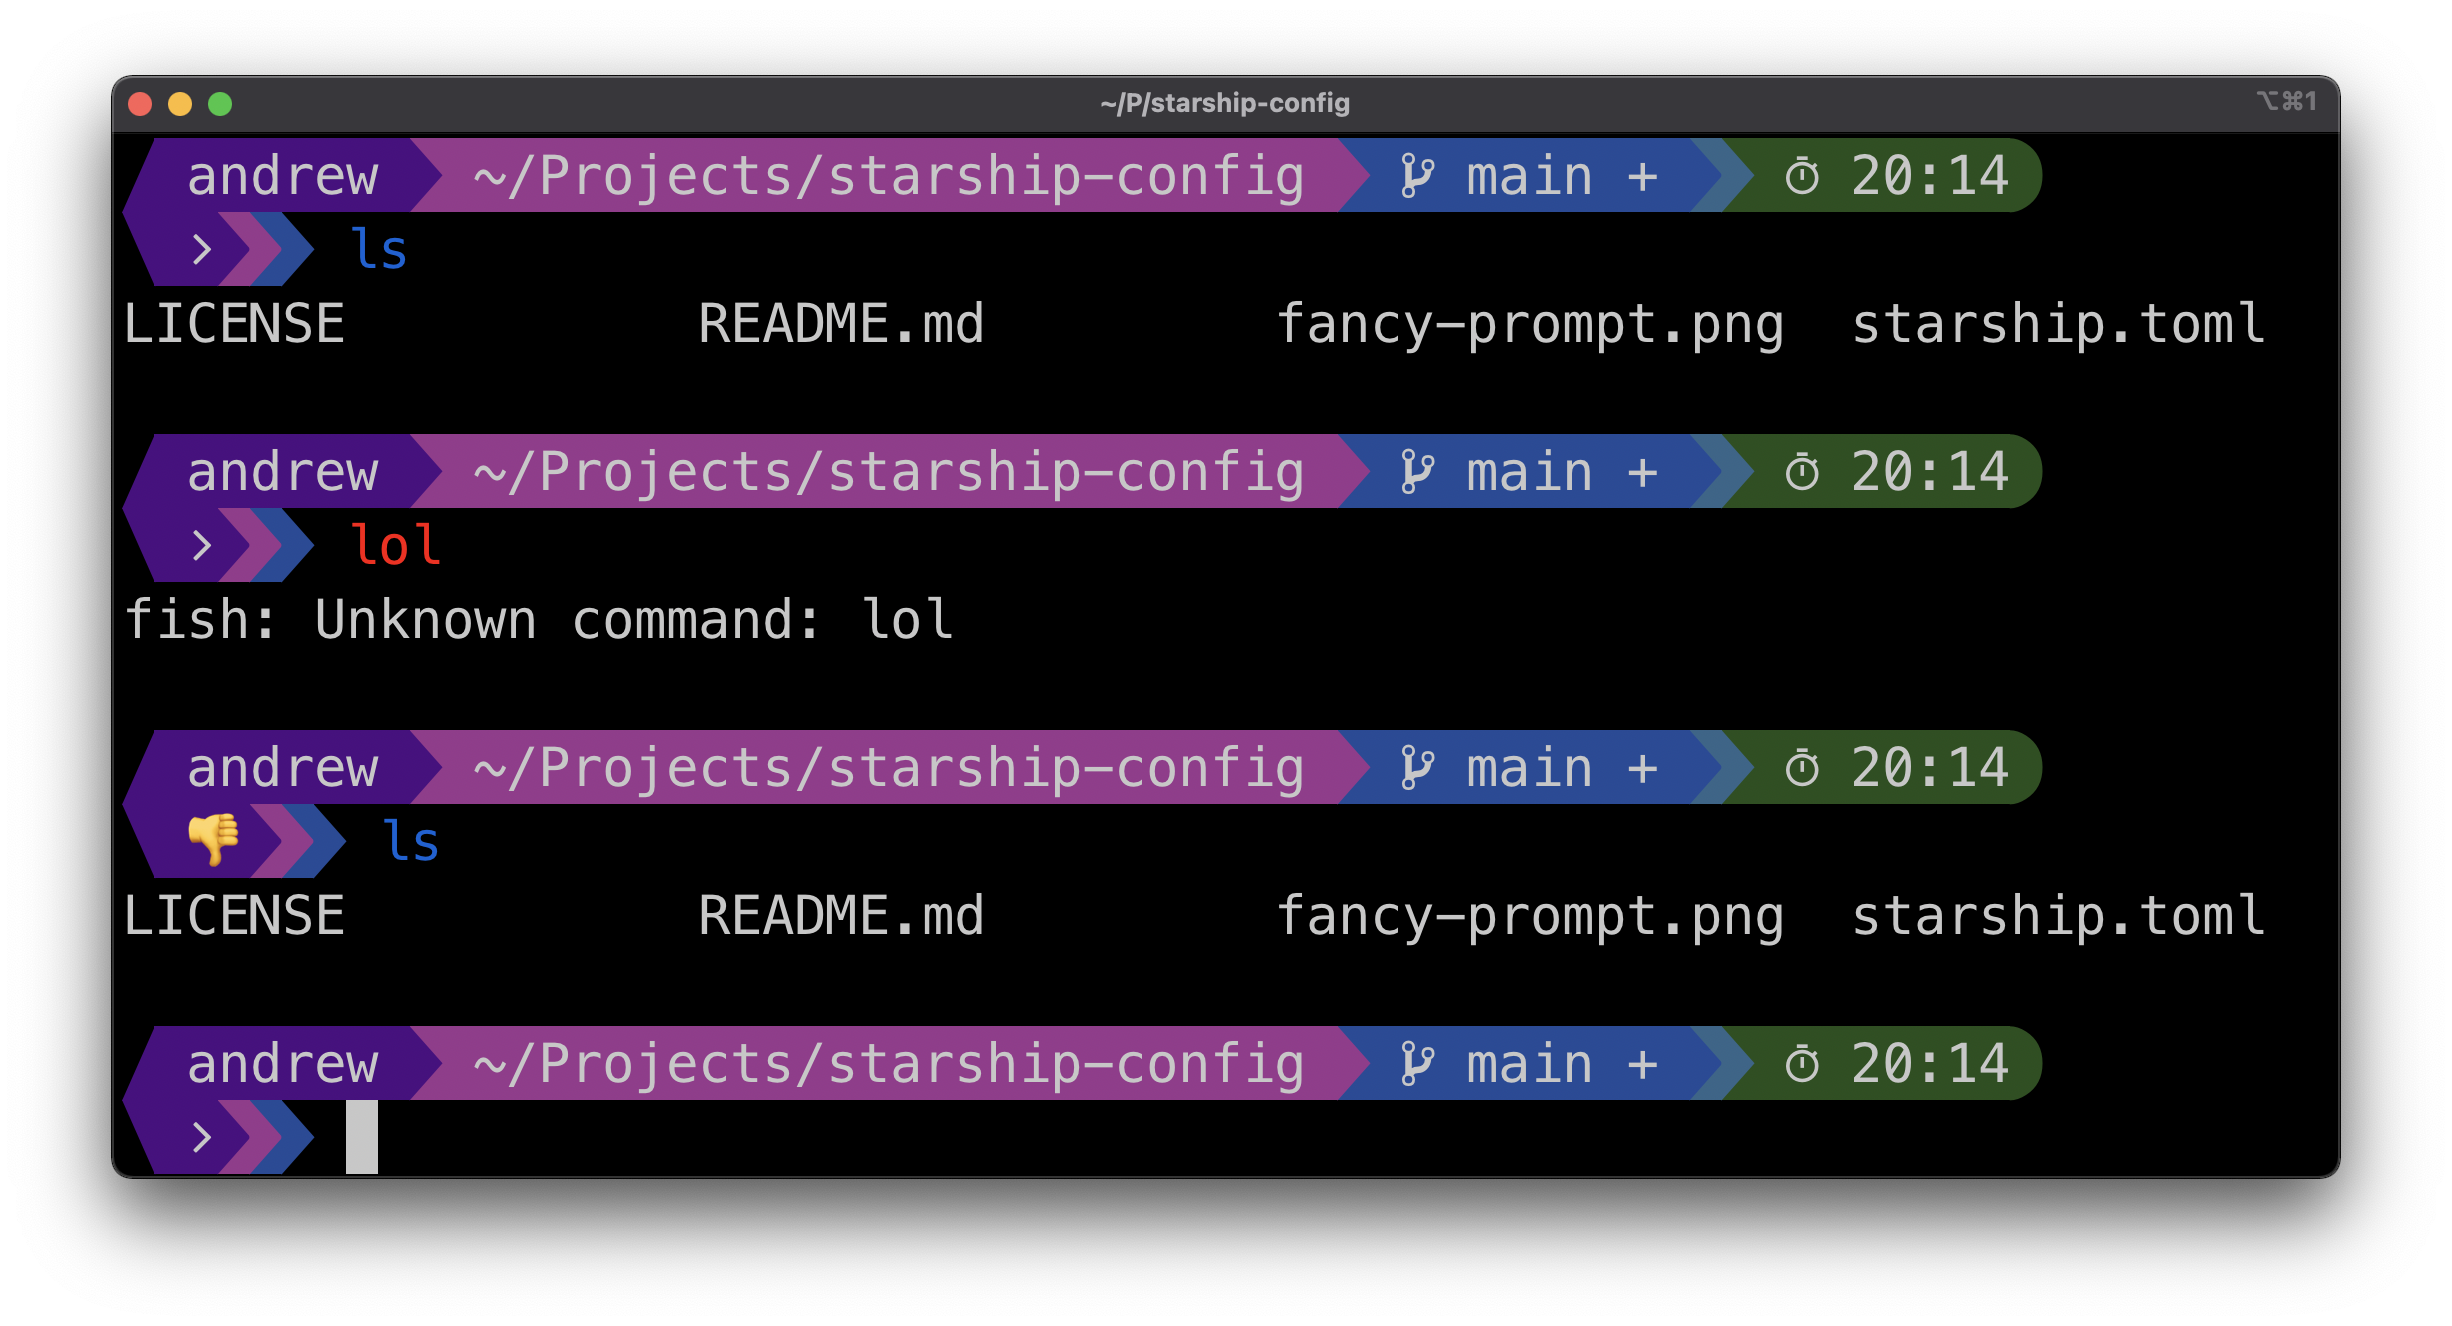 ~/P/starship-config ⌥⌘1
andrew ~/Projects/starship-config main + 20:14
> ls
LICENSE README.md fancy-prompt.png starship.toml
andrew ~/Projects/starship-config main + 20:14
> lol
fish: Unknown command: lol
andrew ~/Projects/starship-config main + 20:14
👎 ls
LICENSE README.md fancy-prompt.png starship.toml
andrew ~/Projects/starship-config main + 20:14
>